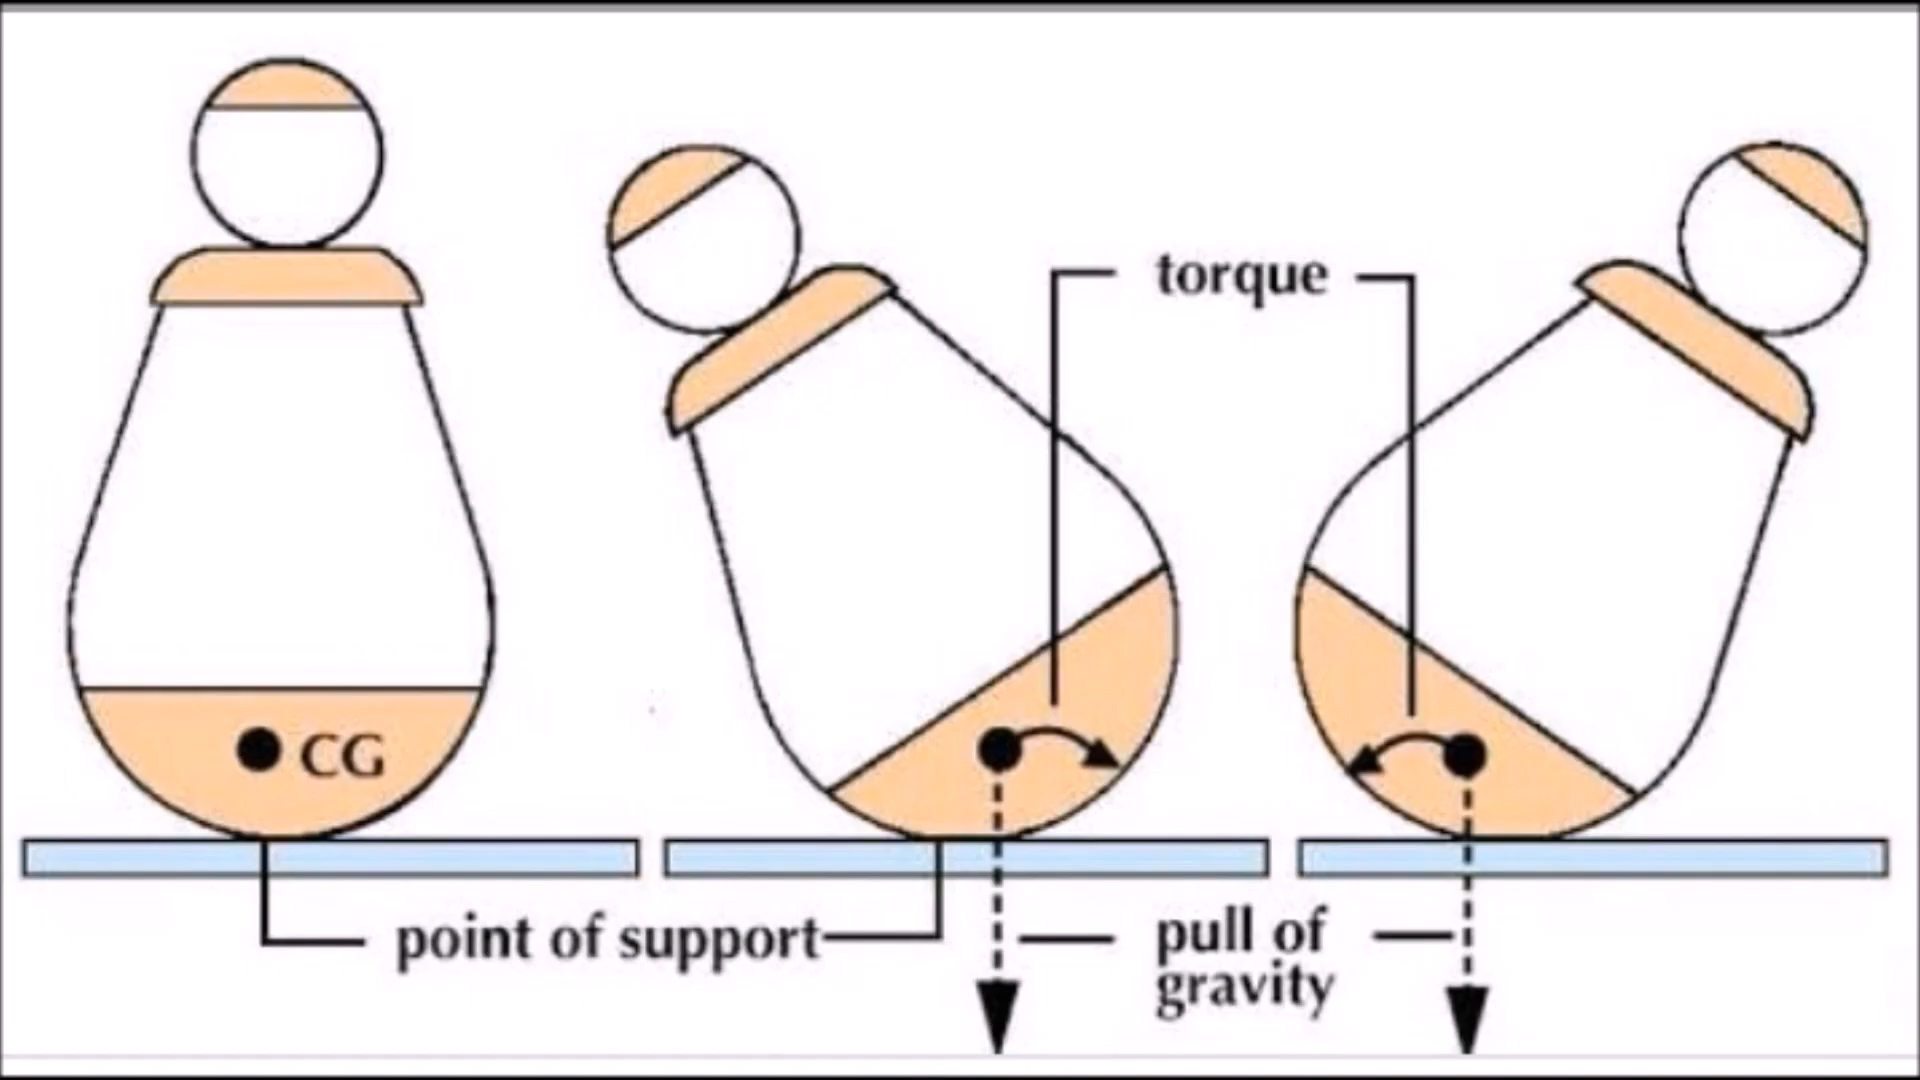 torque
CG
point of support
pull of
gravity